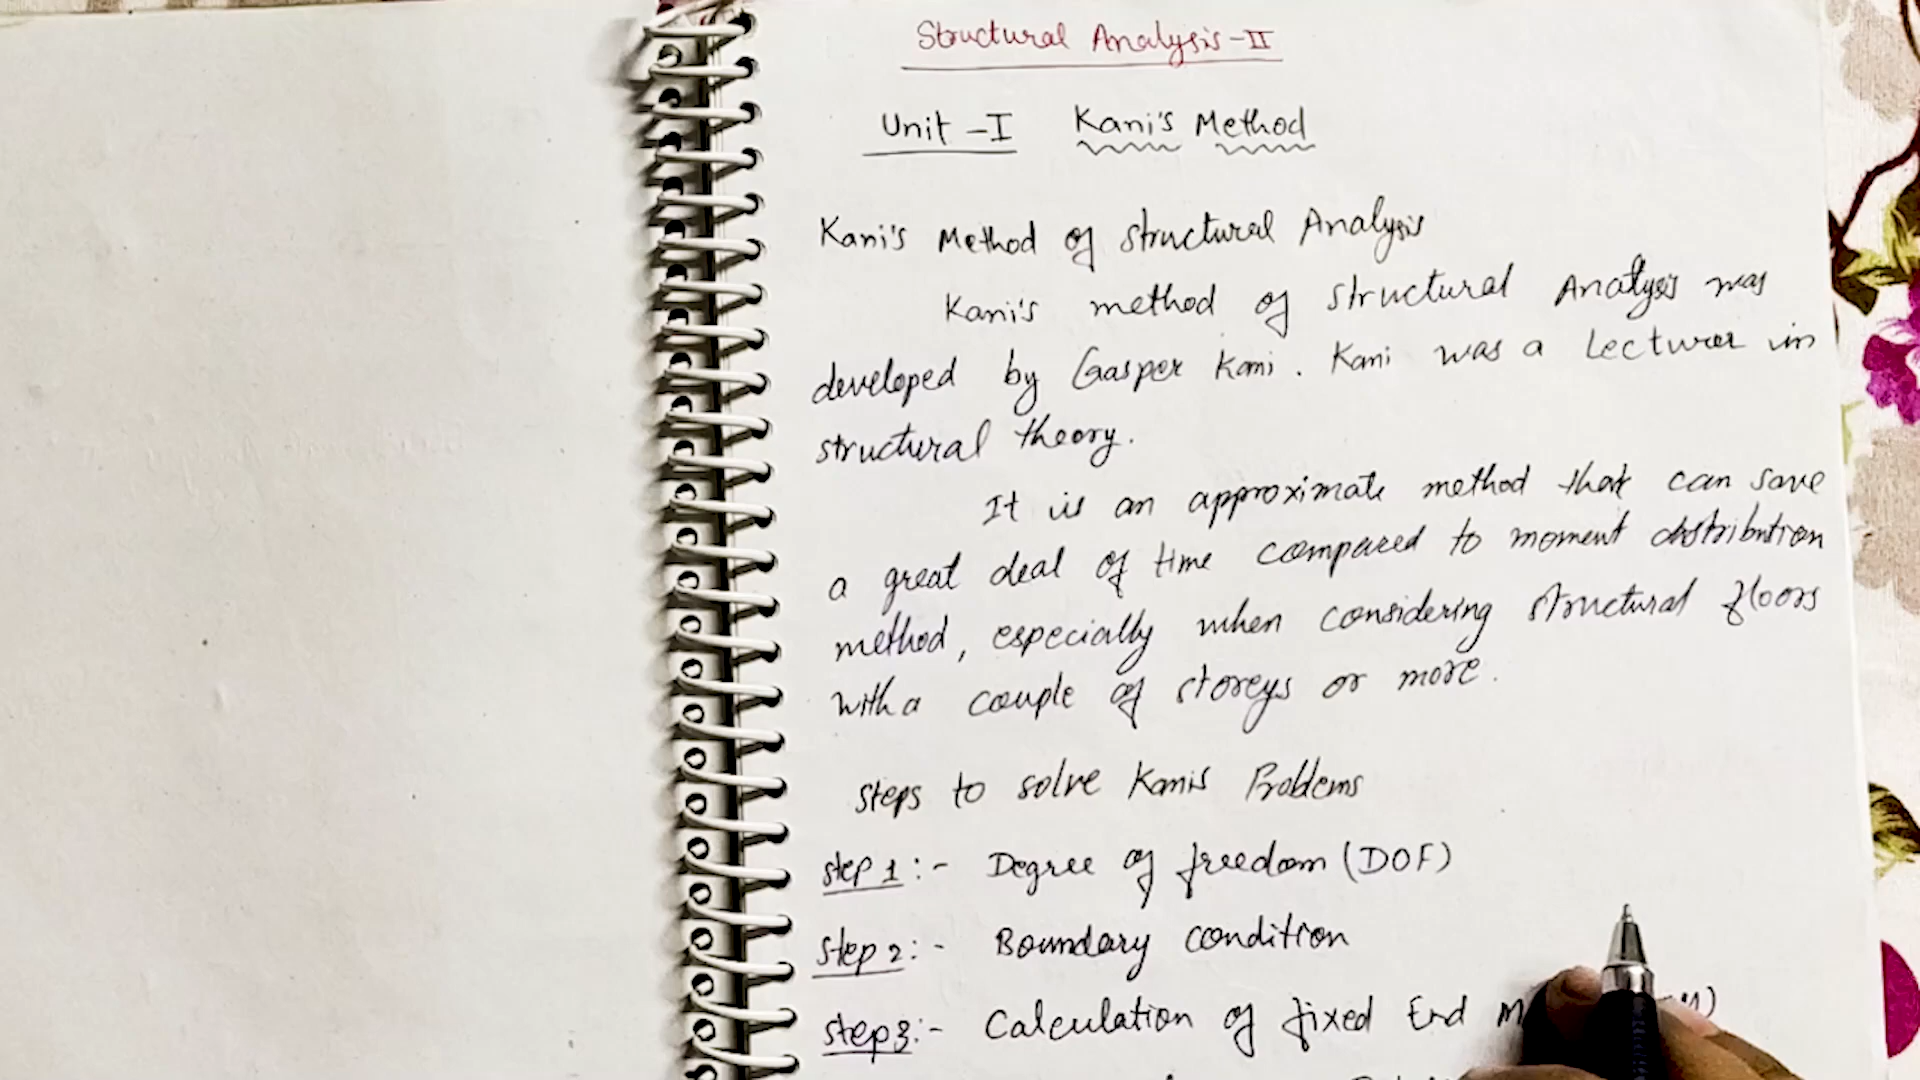 Structural Analysis-II
Unit -I Kani's Method
Kani's Method of structural Analysis
Kani's method of structural Analysis was
developed by Gasper Kani. Kani was a Lecturer in
structural theory.
It is an approximate method that can save
a great deal of time compared to moment distribution
method, especially when considering structural floors
with a couple of storeys or more.
Steps to solve Kanis Problems
Step 1:- Degree of freedom (DOF)
Step 2:- Boundary condition
Step3:- Calculation of fixed End